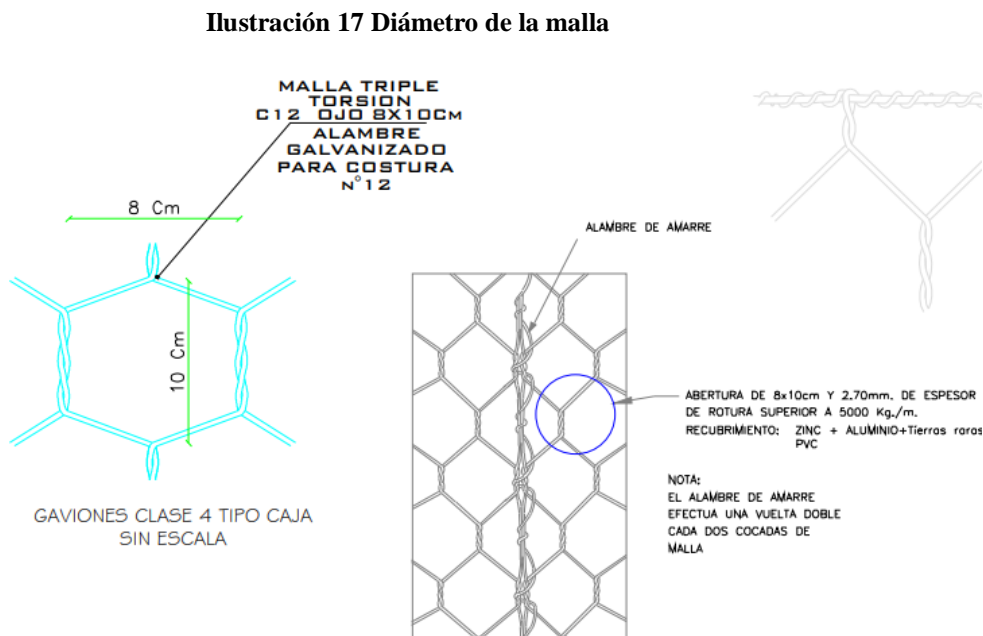 Ilustración 17 Diámetro de la malla
MALLA TRIPLE
TORSION
C12 OJO 8X10CM
ALAMBRE
GALVANIZADO
PARA COSTURA
N°12
8 Cm
10 Cm
GAVIONES CLASE 4 TIPO CAJA
SIN ESCALA
ALAMBRE DE AMARRE
ABERTURA DE 8x10cm Y 2.70mm. DE ESPESOR
DE ROTURA SUPERIOR A 5000 Kg./m.
RECUBRIMIENTO: ZINC + ALUMINIO+Tierras raras
PVC
NOTA:
EL ALAMBRE DE AMARRE
EFECTUA UNA VUELTA DOBLE
CADA DOS COCADAS DE
MALLA